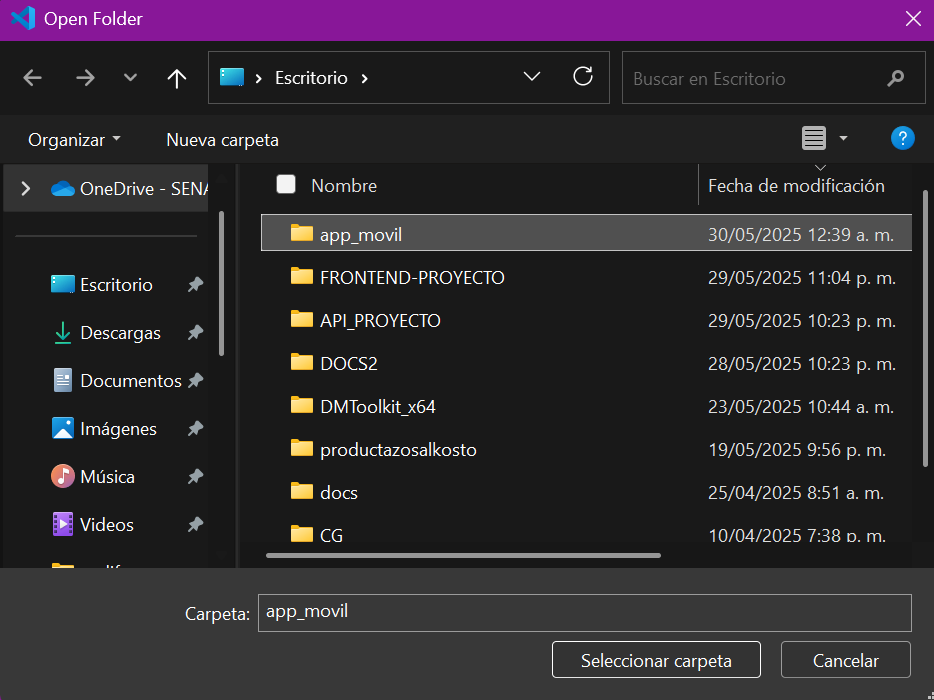 Open Folder
Escritorio
Buscar en Escritorio
Organizar
Nueva carpeta
OneDrive - SENA
Escritorio
Descargas
Documentos
Imágenes
Música
Videos
Nombre
Fecha de modificación
app_movil 30/05/2025 12:39 a. m.
FRONTEND-PROYECTO 29/05/2025 11:04 p. m.
API_PROYECTO 29/05/2025 10:23 p. m.
DOCS2 28/05/2025 10:23 p. m.
DMToolkit_x64 23/05/2025 10:44 a. m.
productazosalkosto 19/05/2025 9:56 p. m.
docs 25/04/2025 8:51 a. m.
CG 10/04/2025 7:38 p. m.
Carpeta: app_movil
Seleccionar carpeta
Cancelar